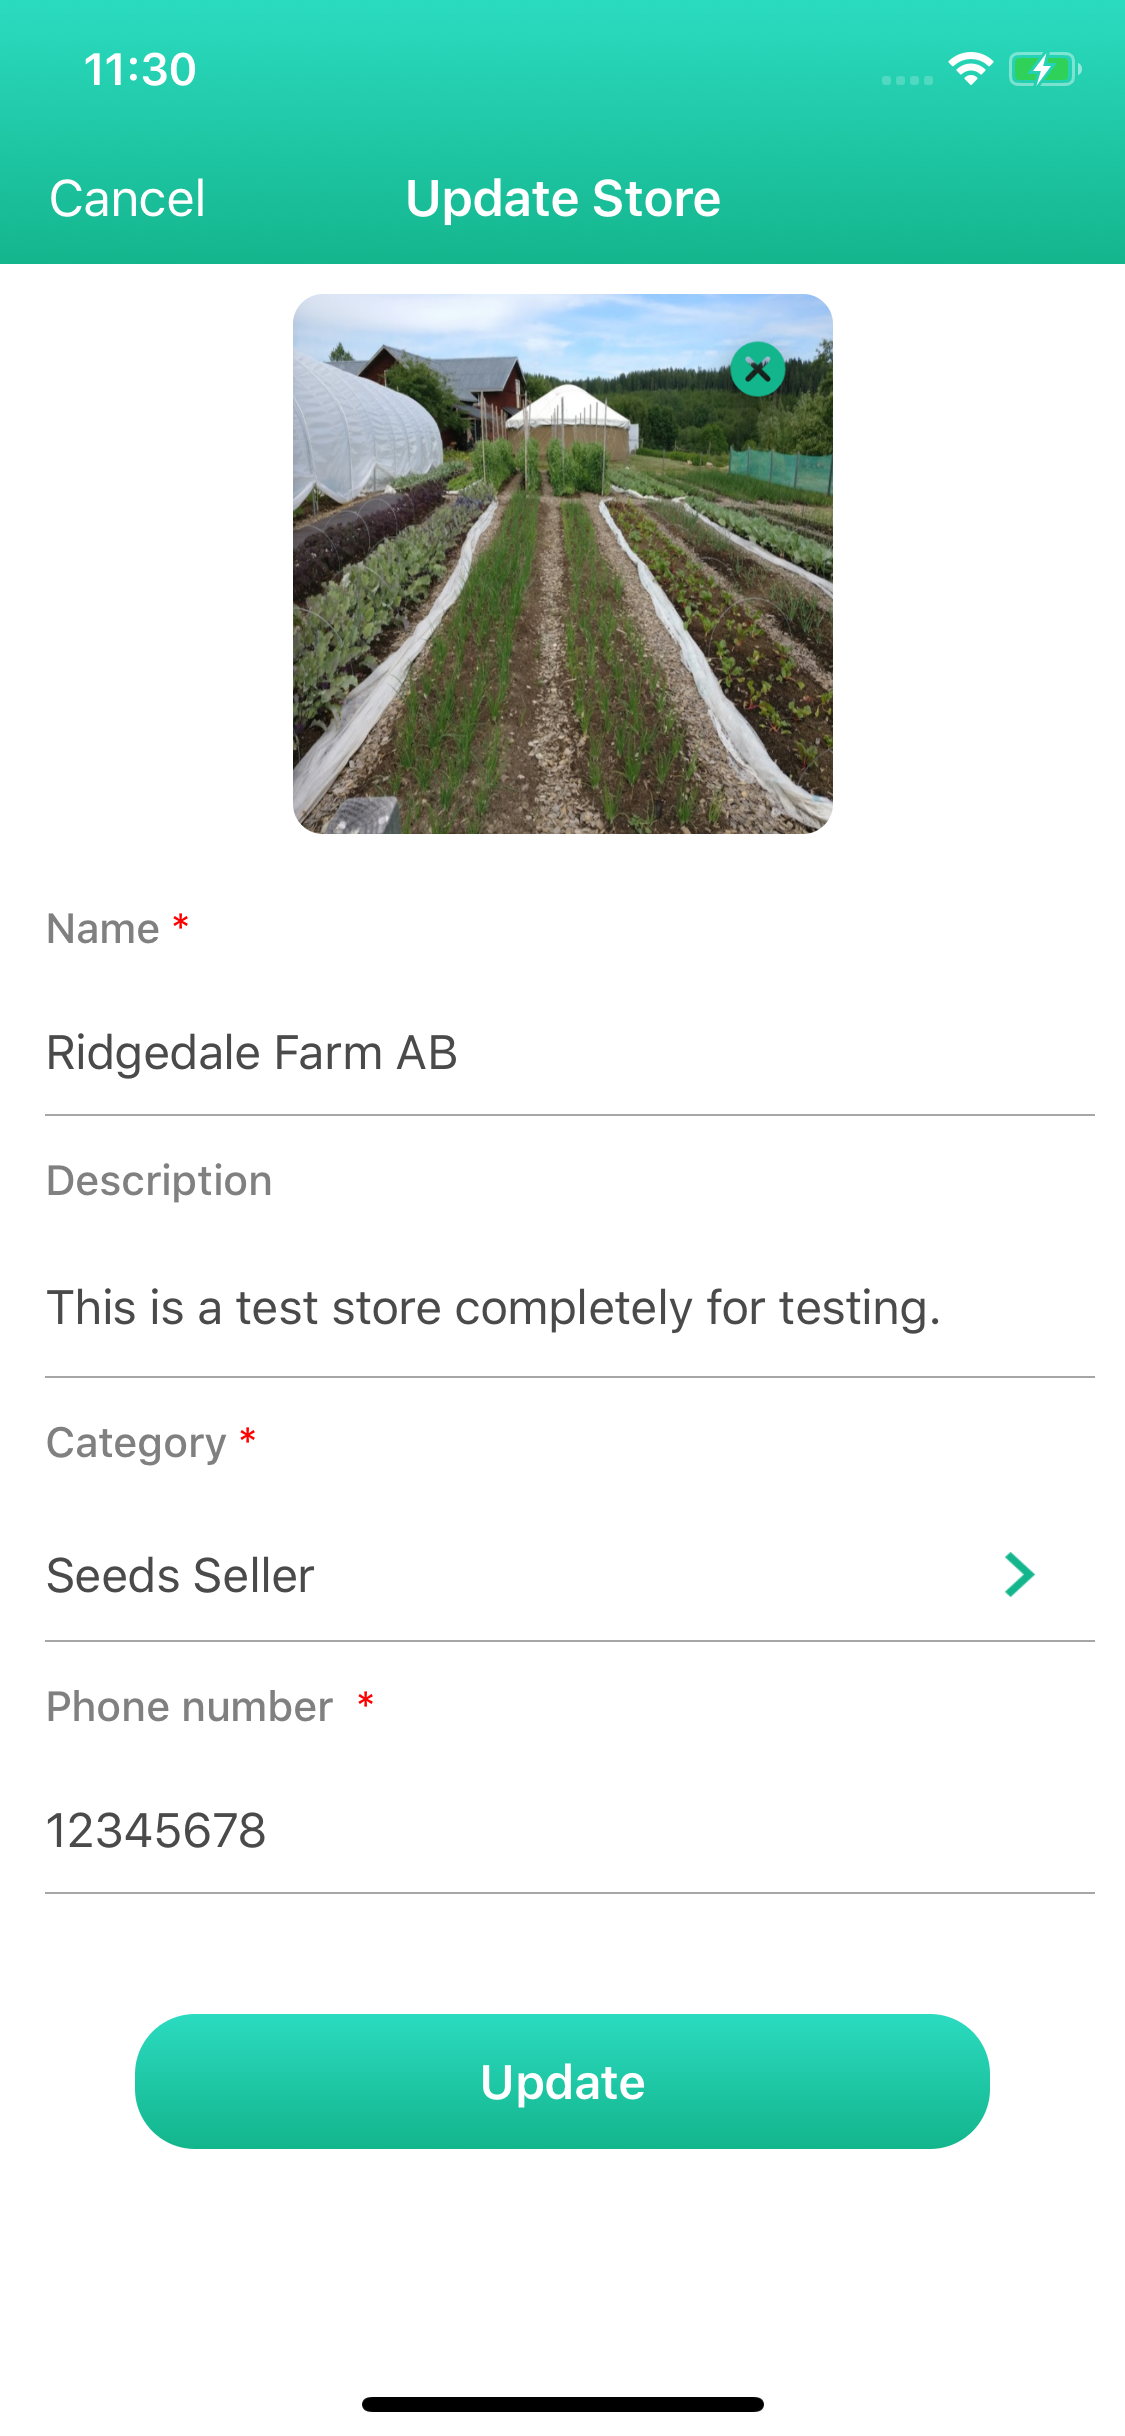 11:30
Cancel
Update Store
Name *
Ridgedale Farm AB
Description
This is a test store completely for testing.
Category *
Seeds Seller
Phone number *
12345678
Update